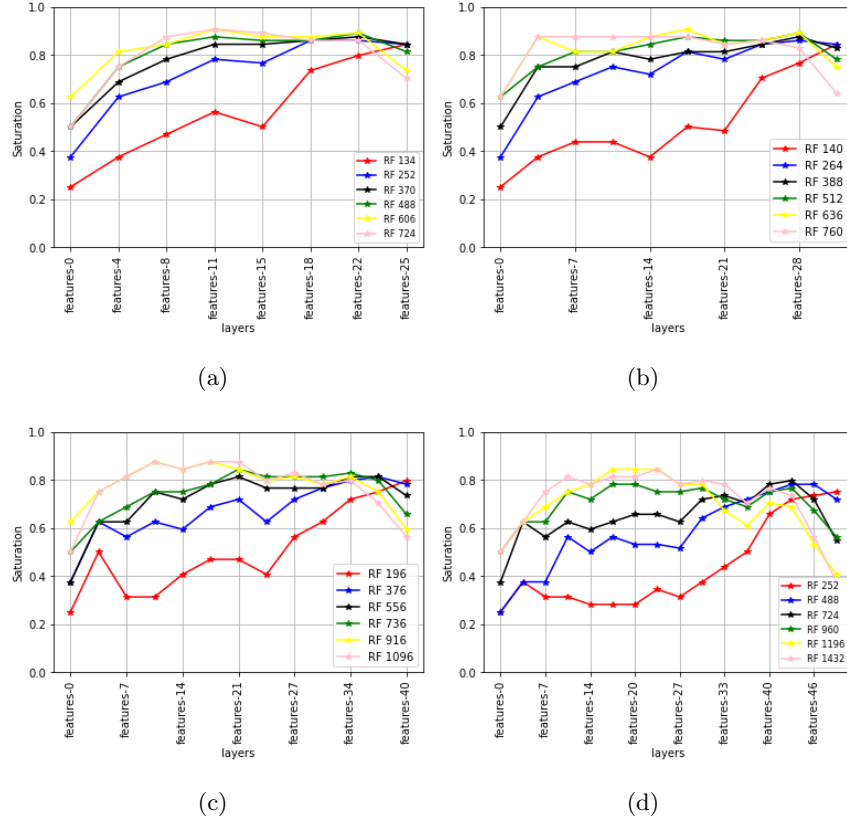 1.0
0.8
0.6
0.4
0.2
0.0
Saturation
RF 134
RF 252
RF 370
RF 488
RF 606
RF 724
features-0
features-4
features-8
features-11
features-15
features-18
features-22
features-25
layers
(a)
1.0
0.8
0.6
0.4
0.2
0.0
Saturation
RF 140
RF 264
RF 388
RF 512
RF 636
RF 760
features-0
features-7
features-14
features-21
features-28
layers
(b)
1.0
0.8
0.6
0.4
0.2
0.0
Saturation
RF 196
RF 376
RF 556
RF 736
RF 916
RF 1096
features-0
features-7
features-14
features-21
features-27
features-34
features-40
layers
(c)
1.0
0.8
0.6
0.4
0.2
0.0
Saturation
RF 252
RF 488
RF 724
RF 960
RF 1196
RF 1432
features-0
features-7
features-14
features-20
features-27
features-33
features-40
features-46
layers
(d)